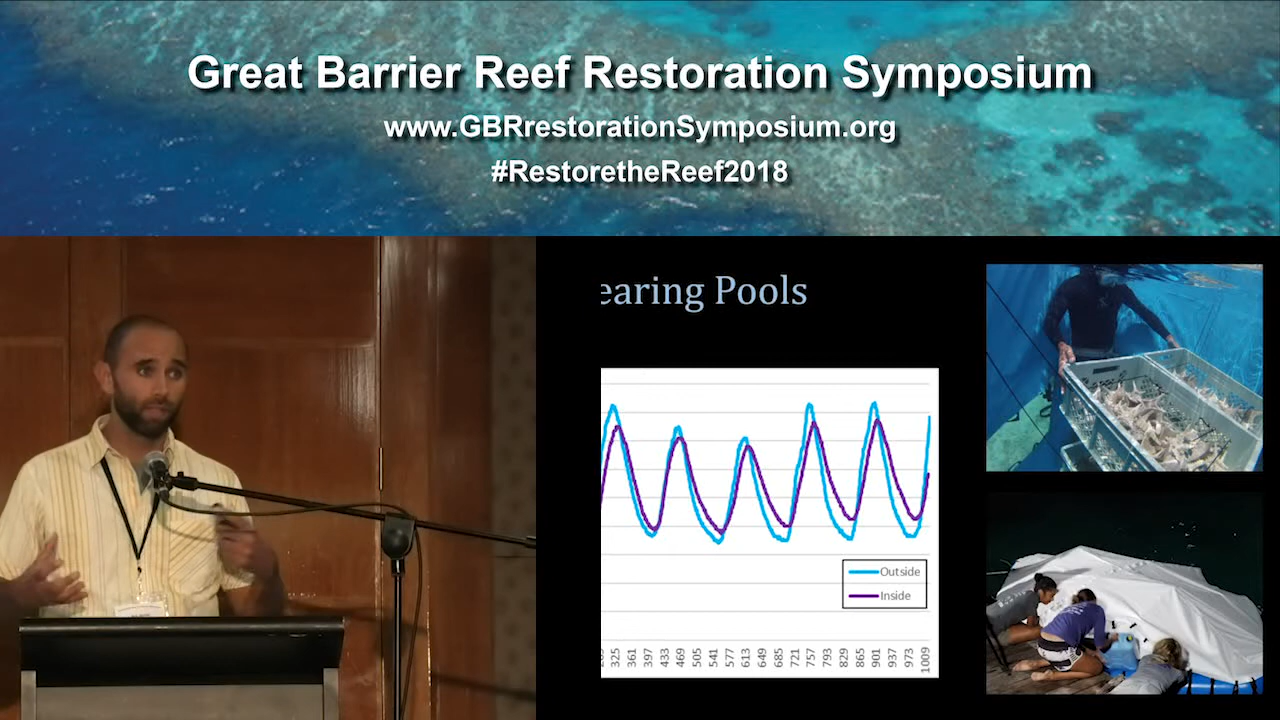 Great Barrier Reef Restoration Symposium
www.GBRrestorationSymposium.org
#RestoretheReef2018
earing Pools
Outside
Inside
325 361 397 433 469 505 541 577 613 649 685 721 757 793 829 865 901 937 973 1009